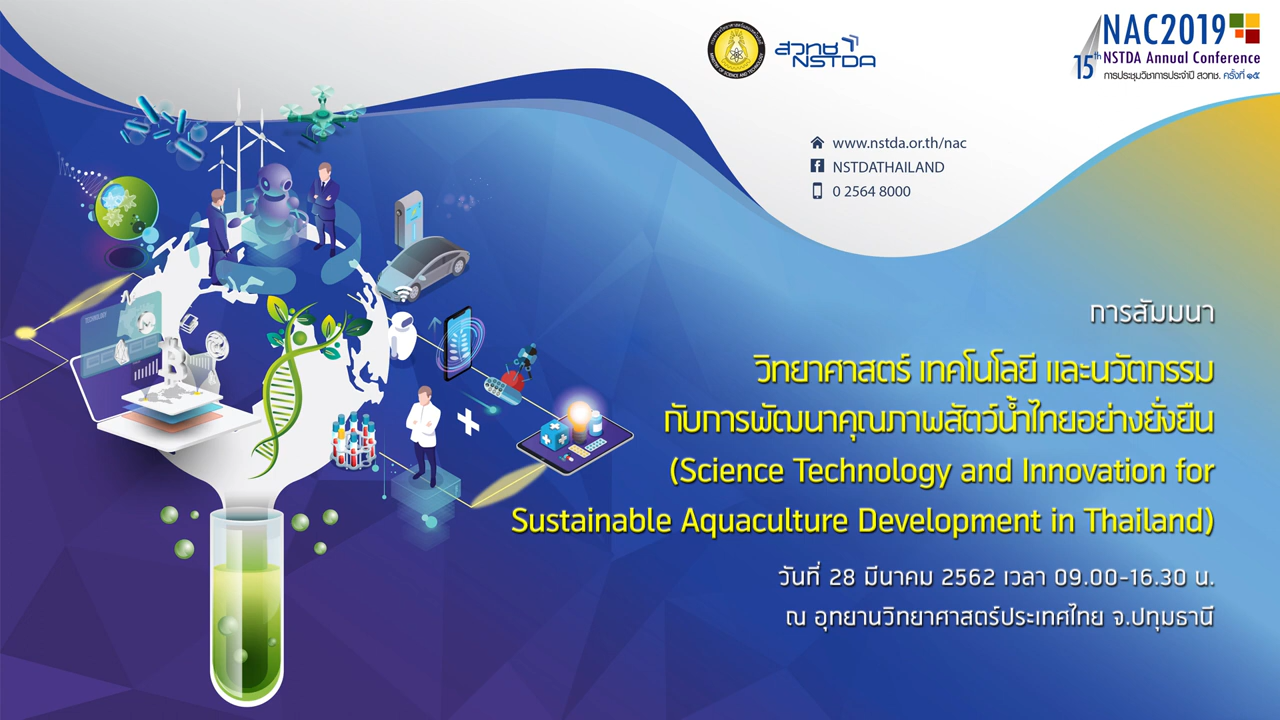 สวทช
NSTDA
NAC2019
15th NSTDA Annual Conference
การประชุมวิชาการประจำปี สวทช. ครั้งที่ ๑๕
www.nstda.or.th/nac
NSTDATHAILAND
0 2564 8000
การสัมมนา
วิทยาศาสตร์ เทคโนโลยี และนวัตกรรม
กับการพัฒนาคุณภาพสัตว์น้ำไทยอย่างยั่งยืน
(Science Technology and Innovation for
Sustainable Aquaculture Development in Thailand)
วันที่ 28 มีนาคม 2562 เวลา 09.00-16.30 น.
ณ อุทยานวิทยาศาสตร์ประเทศไทย จ.ปทุมธานี
TECHNOLOGY